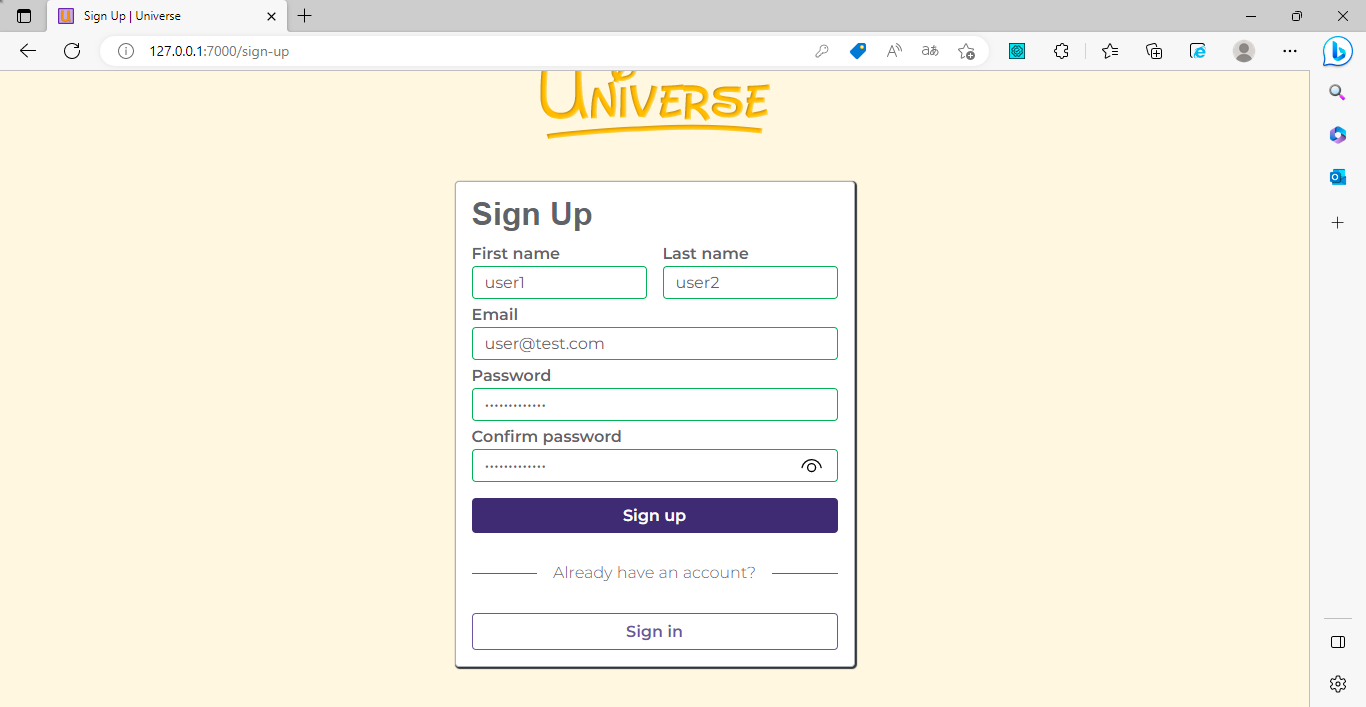 Sign Up | Universe
127.0.0.1:7000/sign-up
UNIVERSE
Sign Up
First name Last name
user1 user2
Email
user@test.com
Password
•••••••••••••
Confirm password
•••••••••••••
Sign up
Already have an account?
Sign in